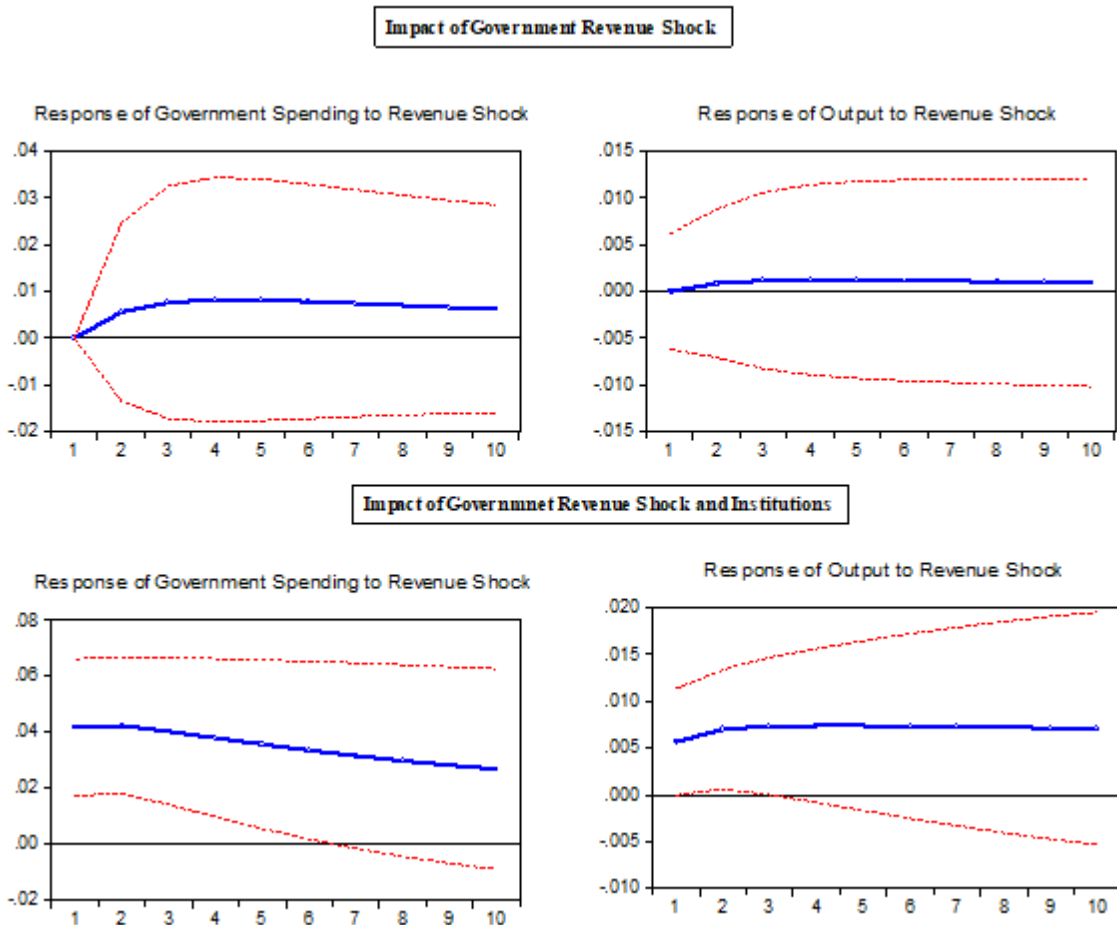 Impact of Government Revenue Shock
Response of Government Spending to Revenue Shock
.04
.03
.02
.01
.00
-.01
-.02
1 2 3 4 5 6 7 8 9 10
Response of Output to Revenue Shock
.015
.010
.005
.000
-.005
-.010
-.015
1 2 3 4 5 6 7 8 9 10
Impact of Governmnet Revenue Shock and Institutions
Response of Government Spending to Revenue Shock
.08
.06
.04
.02
.00
-.02
1 2 3 4 5 6 7 8 9 10
Response of Output to Revenue Shock
.020
.015
.010
.005
.000
-.005
-.010
1 2 3 4 5 6 7 8 9 10